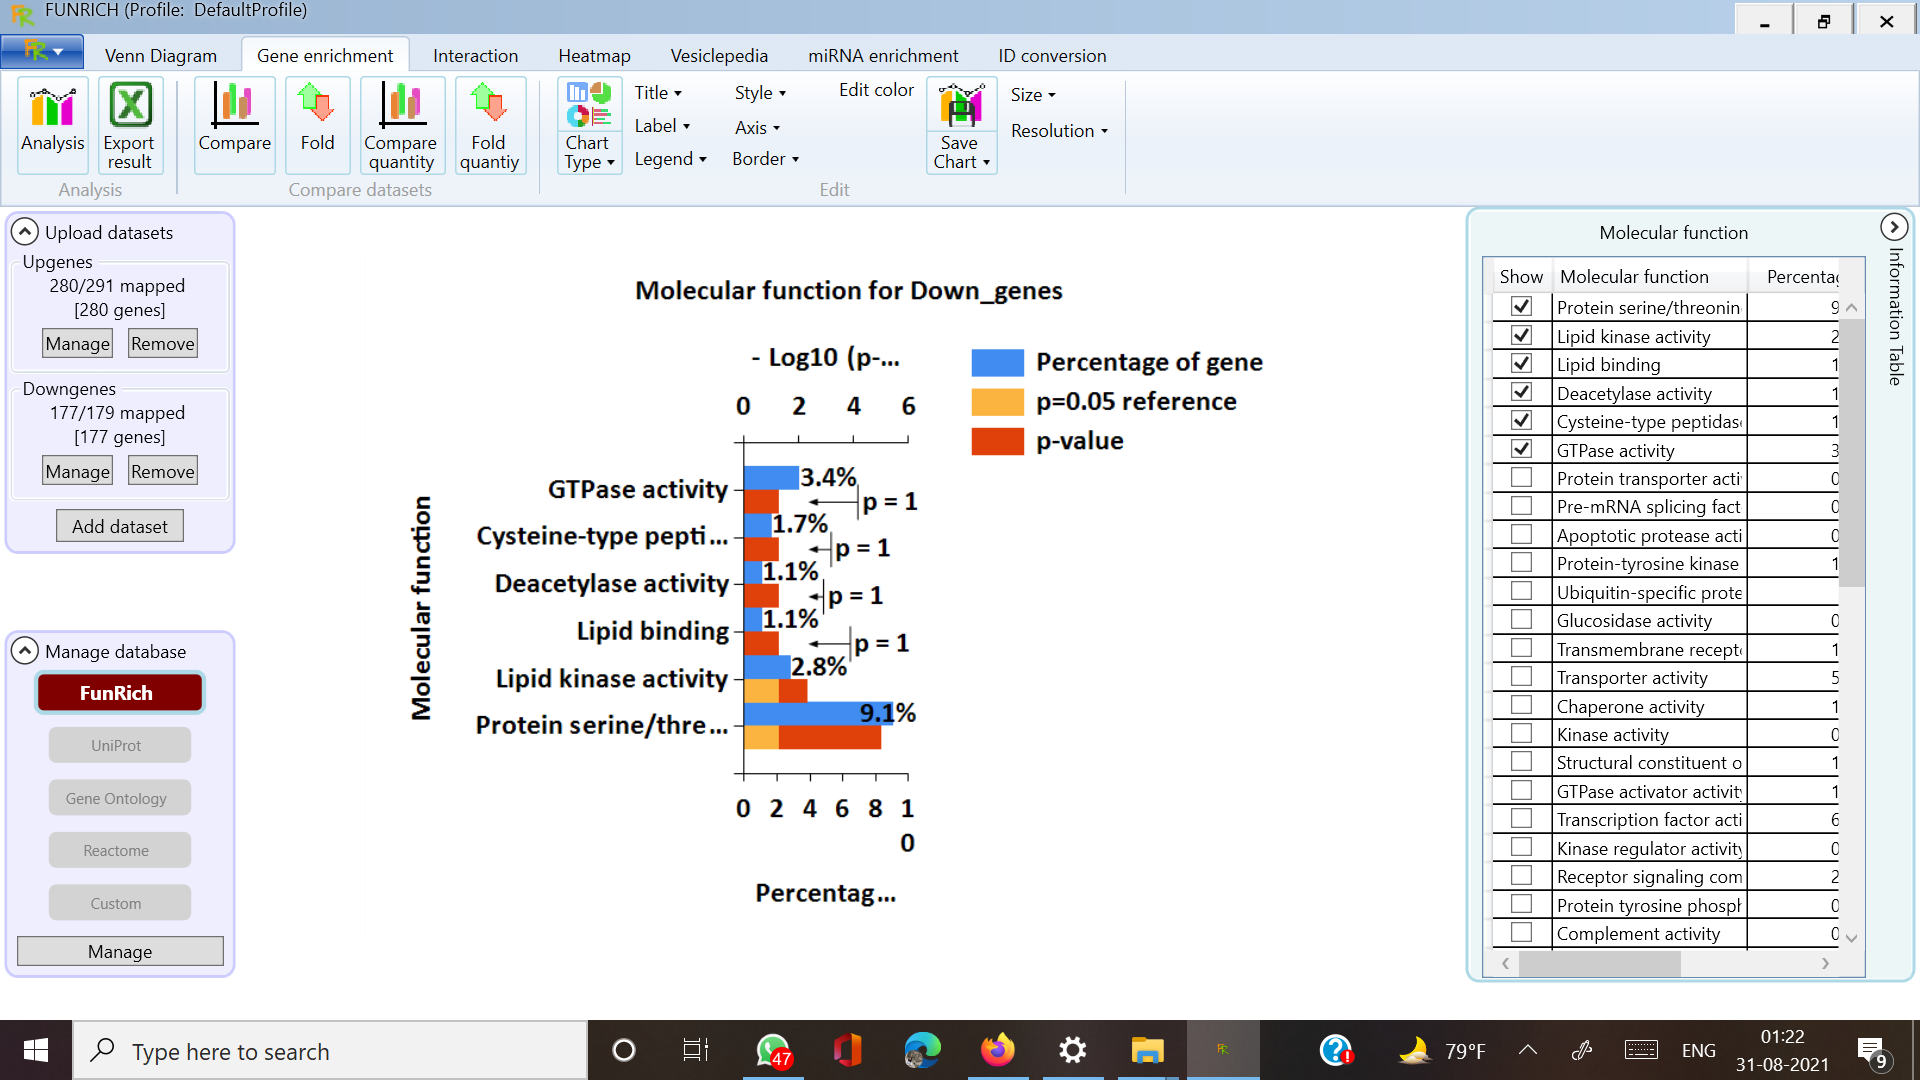 FUNRICH (Profile: DefaultProfile)
Venn Diagram
Gene enrichment
Interaction
Heatmap
Vesiclepedia
miRNA enrichment
ID conversion
Analysis
Export result
Analysis
Compare
Fold
Compare quantity
Fold quantiy
Compare datasets
Chart Type
Title
Label
Legend
Style
Axis
Border
Edit color
Save Chart
Size
Resolution
Edit
Upload datasets
Upgenes
280/291 mapped
[280 genes]
Manage Remove
Downgenes
177/179 mapped
[177 genes]
Manage Remove
Add dataset
Manage database
FunRich
UniProt
Gene Ontology
Reactome
Custom
Manage
Molecular function for Down_genes
- Log10 (p-...
0 2 4 6
Percentage of gene
p=0.05 reference
p-value
Molecular function
GTPase activity 3.4% p = 1
Cysteine-type pepti... 1.7% p = 1
Deacetylase activity 1.1% p = 1
Lipid binding 1.1% p = 1
Lipid kinase activity 2.8%
Protein serine/thre... 9.1%
0 2 4 6 8 10
Percentag...
Molecular function
Information Table
Show Molecular function Percentag
Protein serine/threonin 9
Lipid kinase activity 2
Lipid binding 1
Deacetylase activity 1
Cysteine-type peptidas 1
GTPase activity 3
Protein transporter acti 0
Pre-mRNA splicing fact 0
Apoptotic protease acti 0
Protein-tyrosine kinase 1
Ubiquitin-specific prote
Glucosidase activity 0
Transmembrane recept 1
Transporter activity 5
Chaperone activity 1
Kinase activity 0
Structural constituent o 1
GTPase activator activit 1
Transcription factor acti 6
Kinase regulator activity 0
Receptor signaling com 2
Protein tyrosine phosph 0
Complement activity 0
Type here to search
47
79°F
ENG
01:22
31-08-2021
9